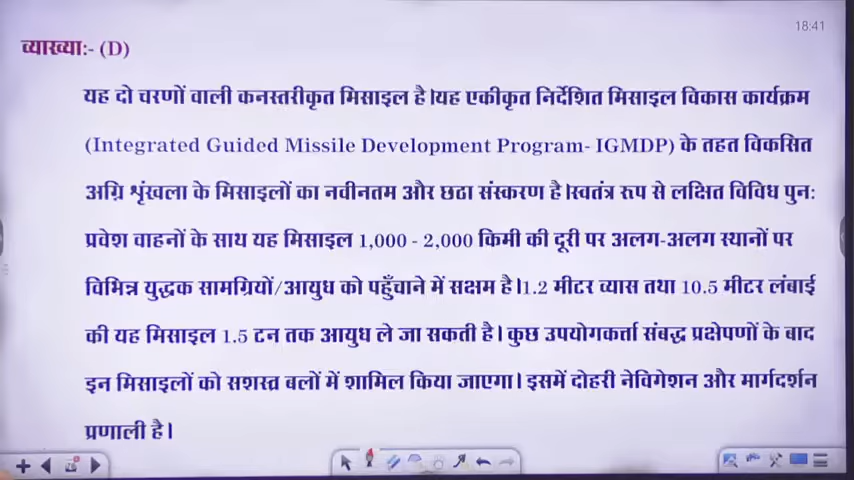 18:41
व्याख्याः- (D)
यह दो चरणों वाली कनस्तरीकृत मिसाइल है।यह एकीकृत निर्देशित मिसाइल विकास कार्यक्रम
(Integrated Guided Missile Development Program- IGMDP) के तहत विकसित
अग्नि शृंखला के मिसाइलों का नवीनतम और छठा संस्करण है।स्वतंत्र रूप से लक्षित विविध पुनः
प्रवेश वाहनों के साथ यह मिसाइल 1,000 - 2,000 किमी की दूरी पर अलग-अलग स्थानों पर
विभिन्न युद्धक सामग्रियों/आयुध को पहुँचाने में सक्षम है।1.2 मीटर व्यास तथा 10.5 मीटर लंबाई
की यह मिसाइल 1.5 टन तक आयुध ले जा सकती है। कुछ उपयोगकर्त्ता संबद्ध प्रक्षेपणों के बाद
इन मिसाइलों को सशस्त्र बलों में शामिल किया जाएगा। इसमें दोहरी नेविगेशन और मार्गदर्शन
प्रणाली है।